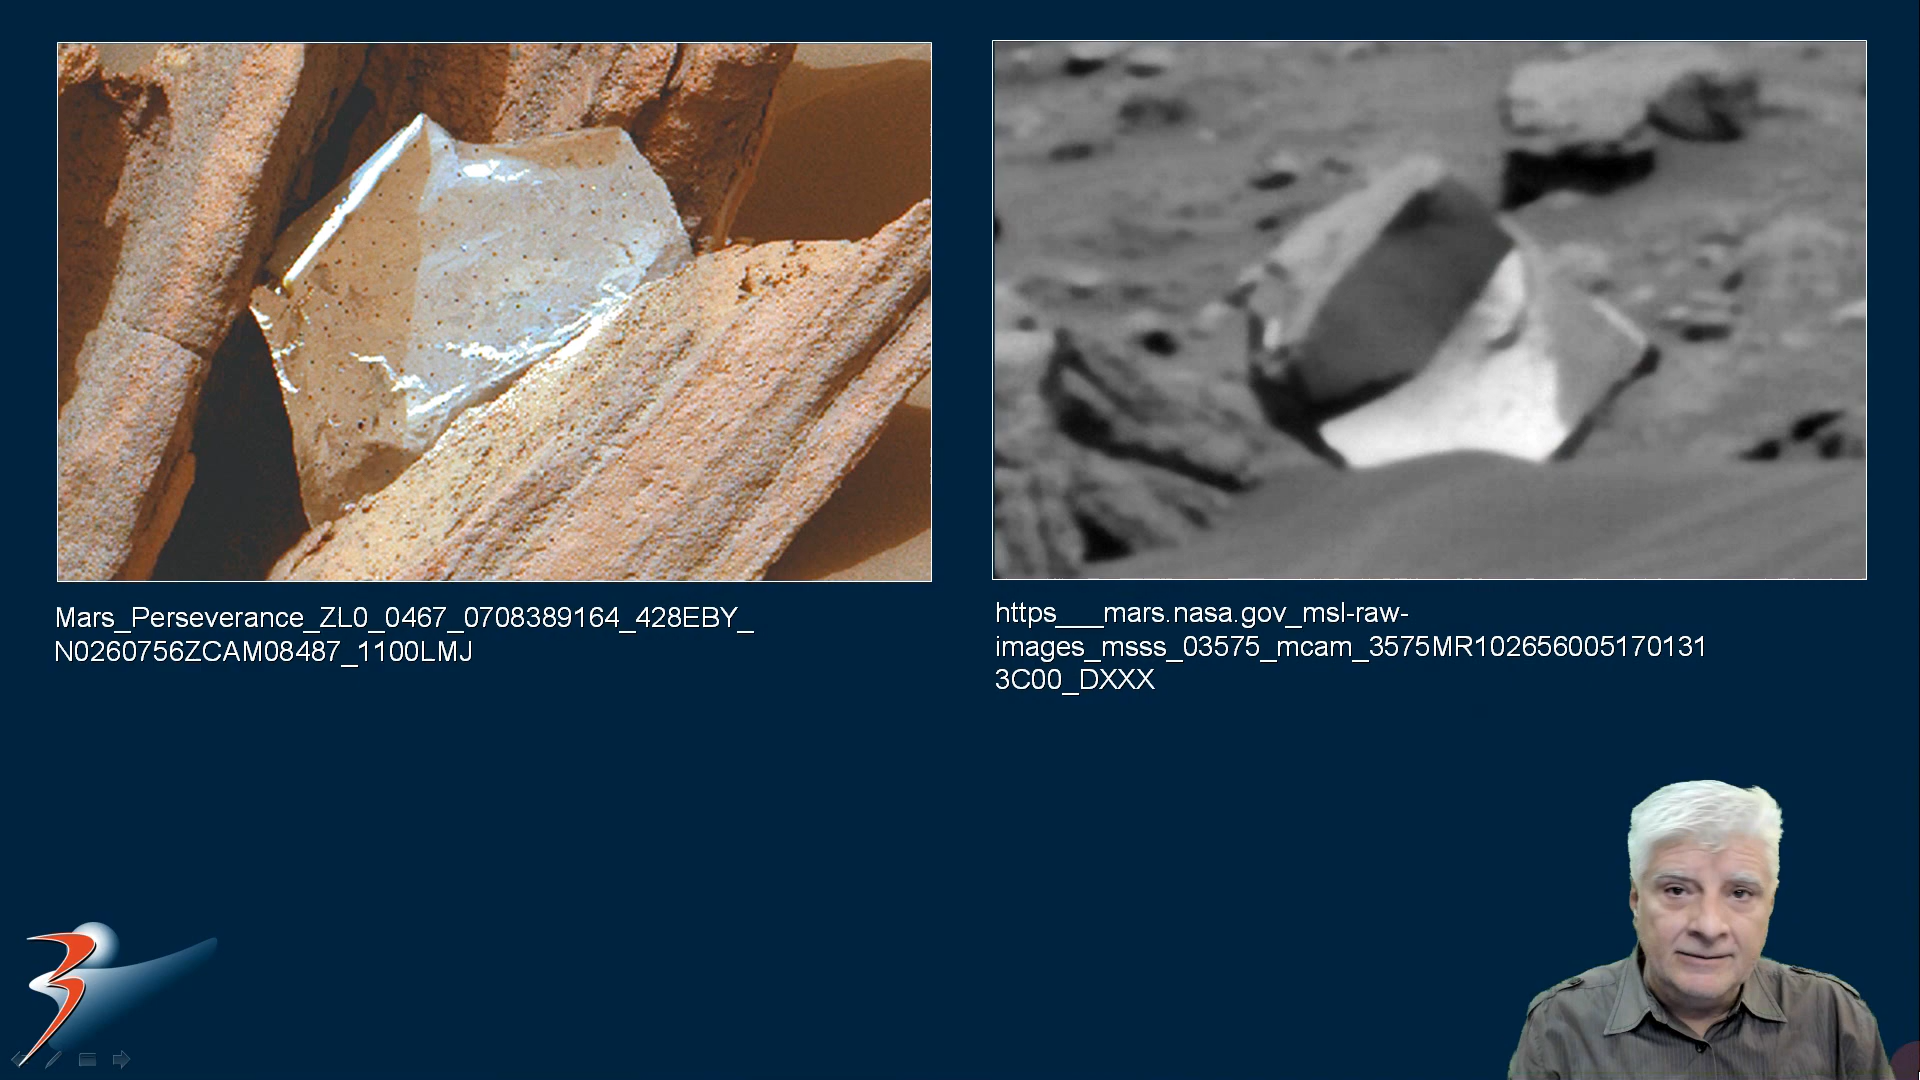 Mars_Perseverance_ZL0_0467_0708389164_428EBY_
N0260756ZCAM08487_1100LMJ
https___mars.nasa.gov_msl-raw-
images_msss_03575_mcam_3575MR102656005170131
3C00_DXXX